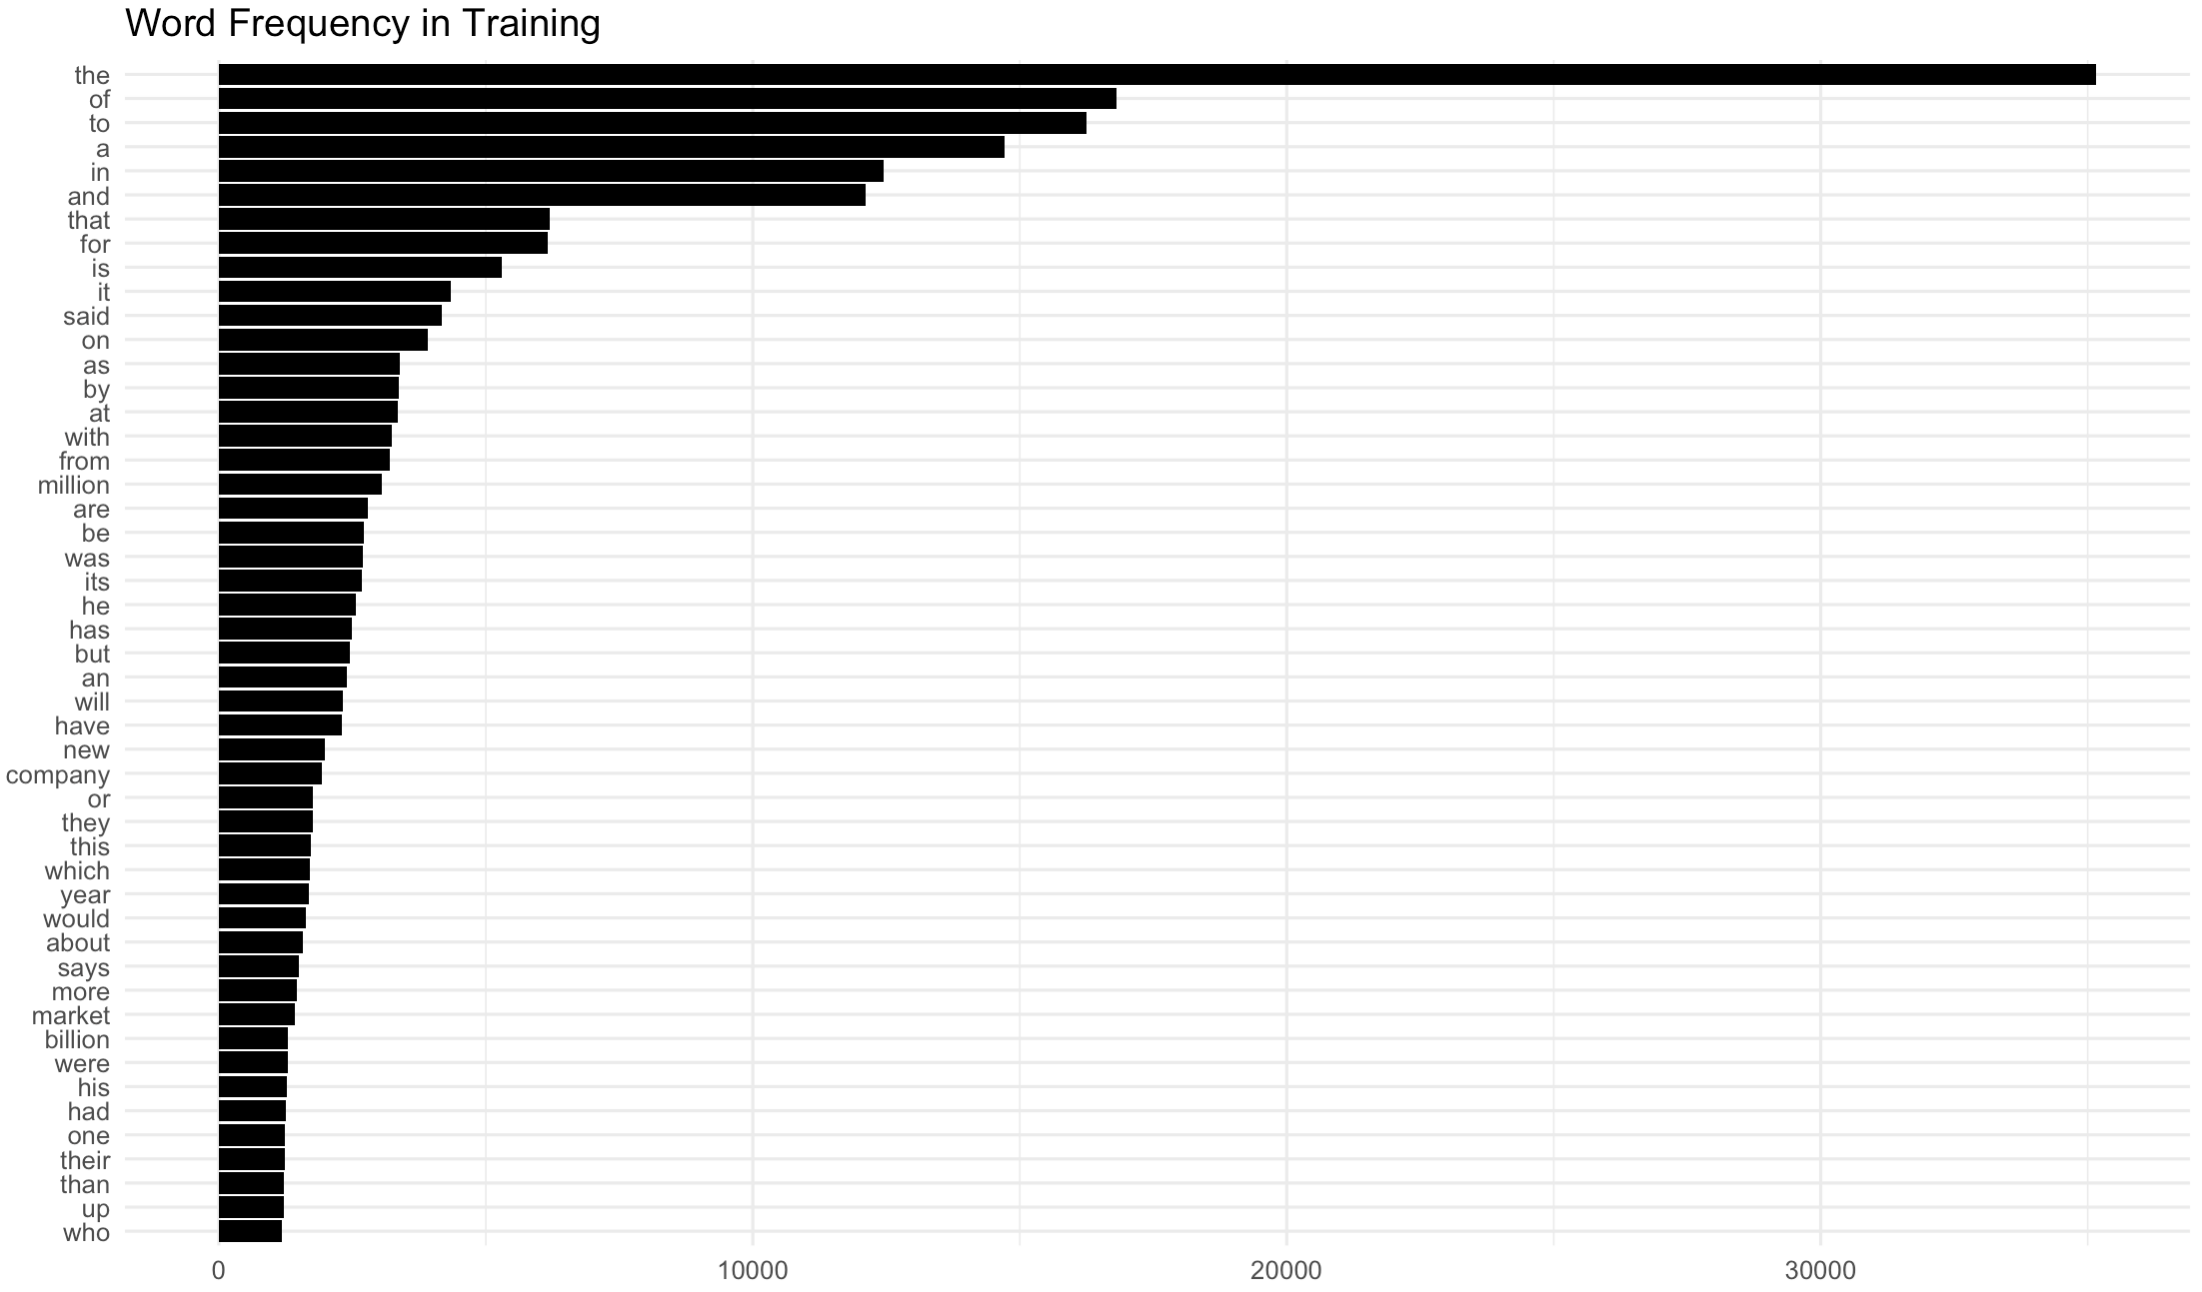 Word Frequency in Training
the
of
to
a
in
and
that
for
is
it
said
on
as
by
at
with
from
million
are
be
was
its
he
has
but
an
will
have
new
company
or
they
this
which
year
would
about
says
more
market
billion
were
his
had
one
their
than
up
who
0 10000 20000 30000